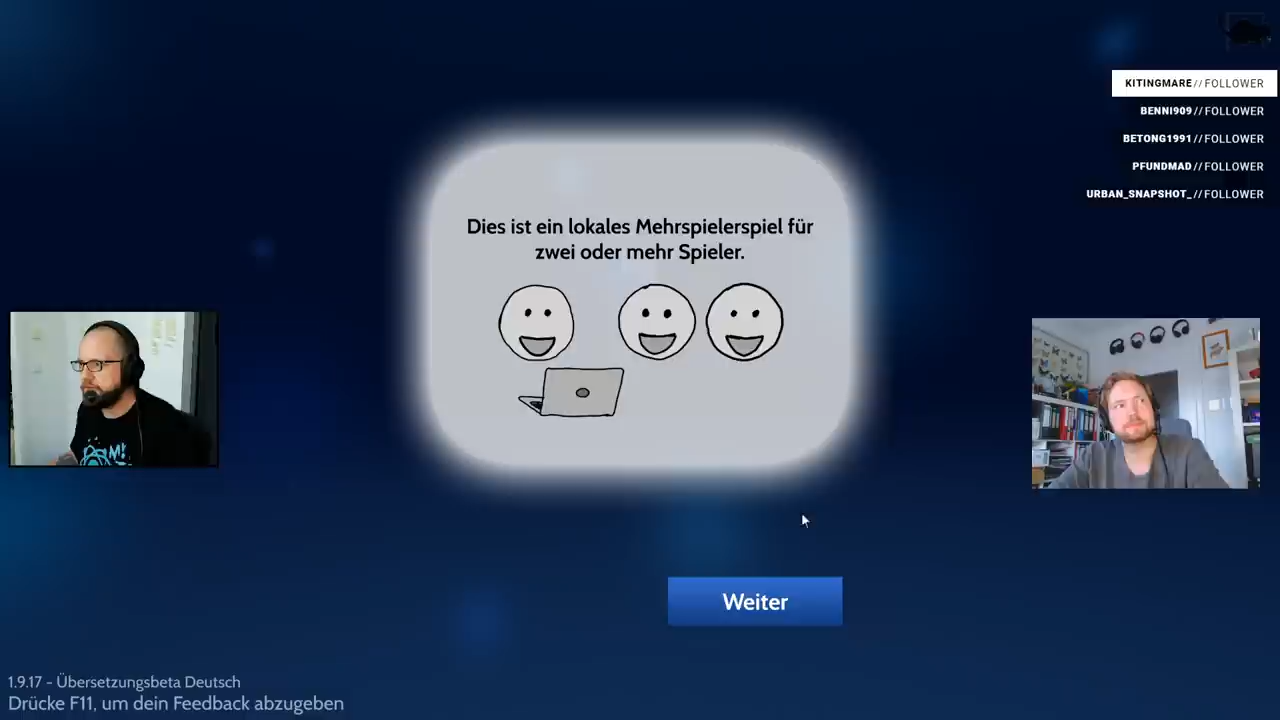 KITINGMARE//FOLLOWER
BENNI909//FOLLOWER
BETONG1991//FOLLOWER
PFUNDMAD//FOLLOWER
URBAN_SNAPSHOT_//FOLLOWER
Dies ist ein lokales Mehrspielerspiel für
zwei oder mehr Spieler.
Weiter
1.9.17 - Übersetzungsbeta Deutsch
Drücke F11, um dein Feedback abzugeben